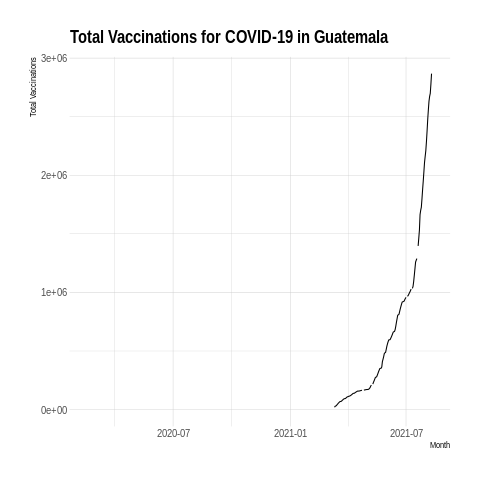 Total Vaccinations for COVID-19 in Guatemala
Total Vaccinations
3e+06
2e+06
1e+06
0e+00
2020-07
2021-01
2021-07
Month